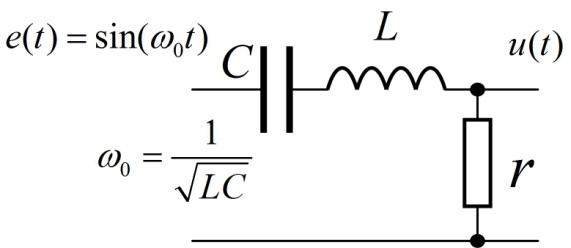 e(t) = sin(ω₀t)
C
L
u(t)
ω₀ = 1/√LC
r